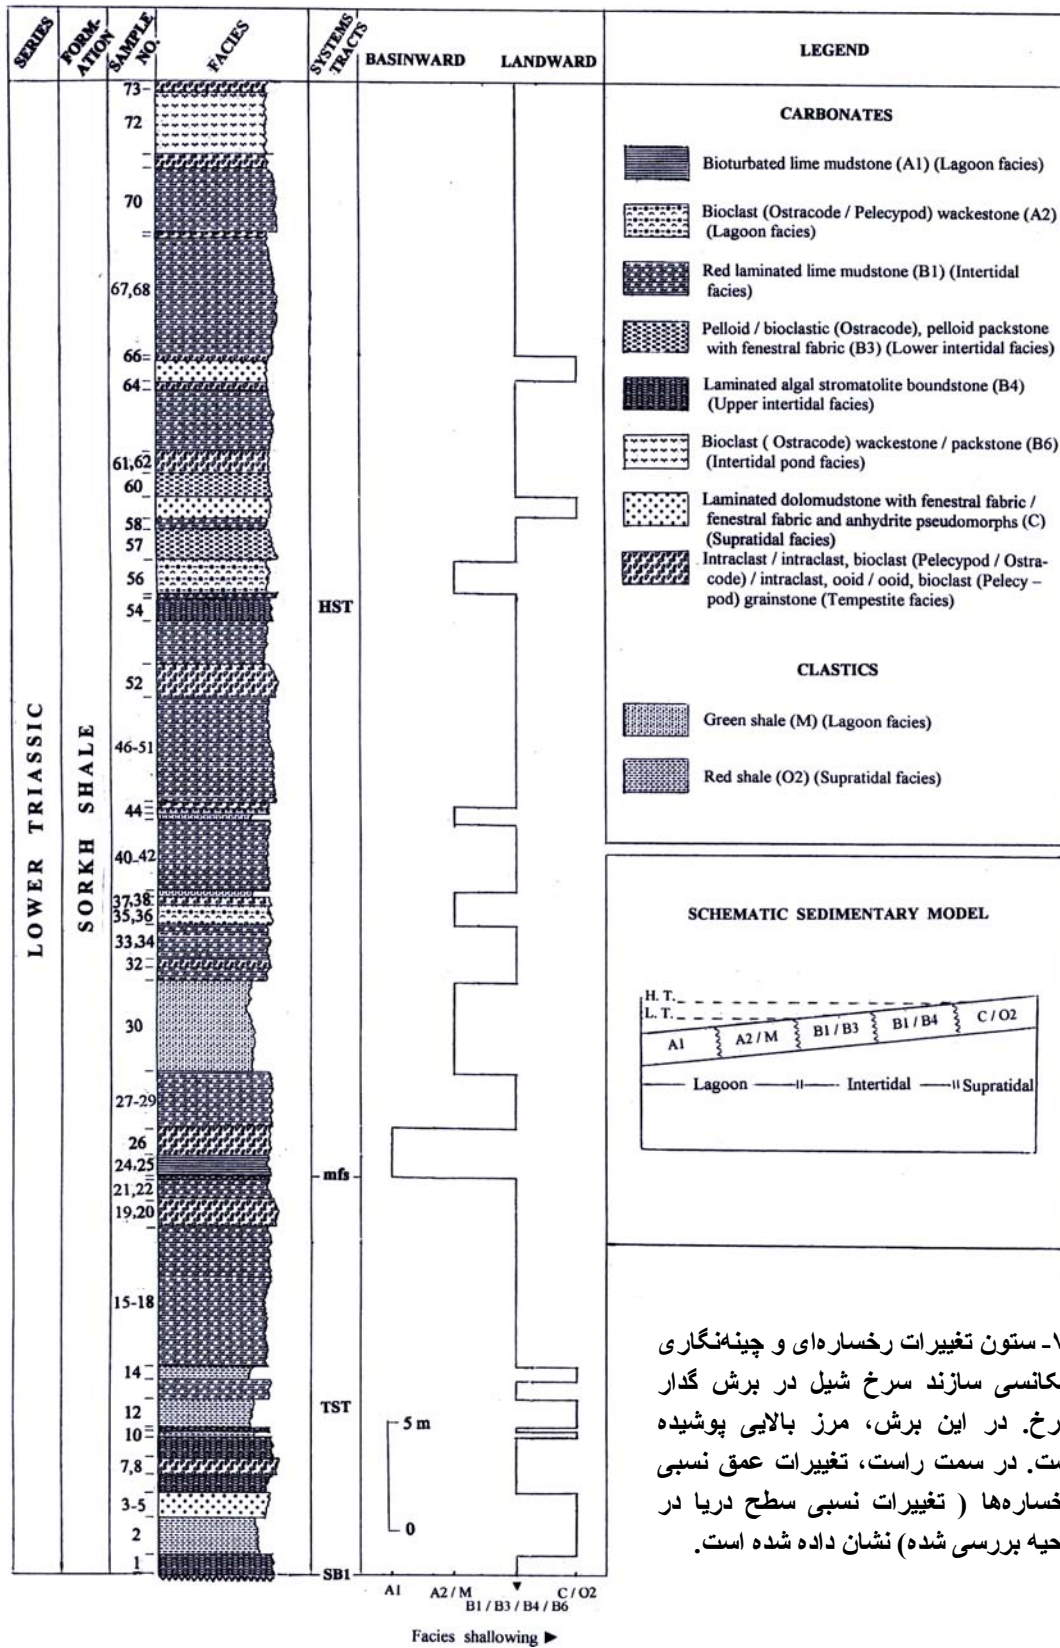 SERIES
FORM-
ATION
SAMPLE
NO.
FACIES
SYSTEMS
TRACTS
BASINWARD
LANDWARD
LEGEND
LOWER TRIASSIC
SORKH SHALE
73
72
70
67,68
66
64
61,62
60
58
57
56
54
52
46-51
44
40-42
37,38
35,36
33,34
32
30
27-29
26
24,25
21,22
19,20
15-18
14
12
10
7,8
3-5
2
1
HST
mfs
TST
SB1
5 m
0
A1
A2 / M
B1 / B3 / B4 / B6
C / O2
Facies shallowing
CARBONATES
Bioturbated lime mudstone (A1) (Lagoon facies)
Bioclast (Ostracode / Pelecypod) wackestone (A2)
(Lagoon facies)
Red laminated lime mudstone (B1) (Intertidal
facies)
Pelloid / bioclastic (Ostracode), pelloid packstone
with fenestral fabric (B3) (Lower intertidal facies)
Laminated algal stromatolite boundstone (B4)
(Upper intertidal facies)
Bioclast ( Ostracode) wackestone / packstone (B6)
(Intertidal pond facies)
Laminated dolomudstone with fenestral fabric /
fenestral fabric and anhydrite pseudomorphs (C)
(Supratidal facies)
Intraclast / intraclast, bioclast (Pelecypod / Ostra-
code) / intraclast, ooid / ooid, bioclast (Pelecy –
pod) grainstone (Tempestite facies)
CLASTICS
Green shale (M) (Lagoon facies)
Red shale (O2) (Supratidal facies)
SCHEMATIC SEDIMENTARY MODEL
H. T.
L. T.
A1
A2 / M
B1 / B3
B1 / B4
C / O2
Lagoon
Intertidal
Supratidal
۷- ستون تغییرات رخساره‌ای و چینه‌نگاری
کانسی سازند سرخ شیل در برش گدار
رخ. در این برش، مرز بالایی پوشیده
ست. در سمت راست، تغییرات عمق نسبی
خساره‌ها ( تغییرات نسبی سطح دریا در
حیه بررسی شده) نشان داده شده است.